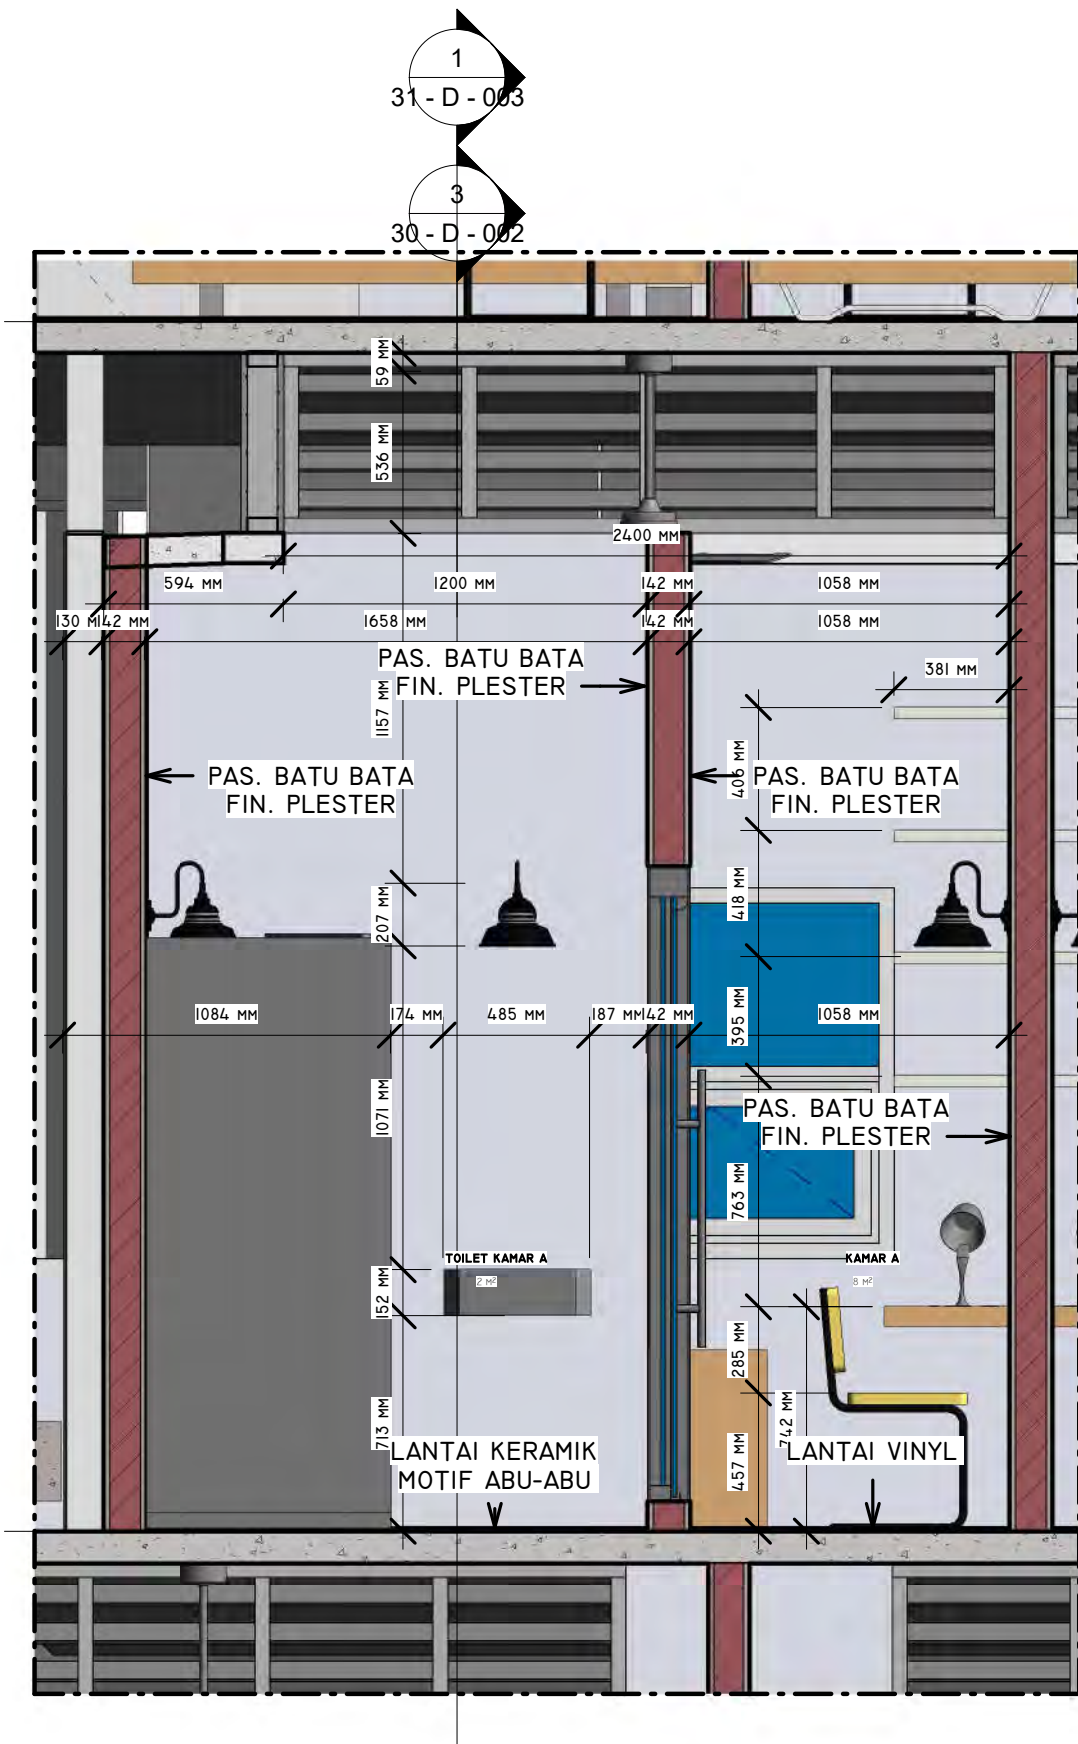 1
31 - D - 003
3
30 - D - 002
59 MM
536 MM
2400 MM
594 MM
1200 MM
142 MM
1058 MM
130 M
142 MM
1658 MM
142 MM
1058 MM
PAS. BATU BATA
FIN. PLESTER
381 MM
1157 MM
406 MM
PAS. BATU BATA
FIN. PLESTER
PAS. BATU BATA
FIN. PLESTER
207 MM
418 MM
1084 MM
174 MM
485 MM
187 MM
142 MM
395 MM
1058 MM
1071 MM
PAS. BATU BATA
FIN. PLESTER
763 MM
TOILET KAMAR A
2 M²
KAMAR A
8 M²
152 MM
285 MM
742 MM
713 MM
457 MM
LANTAI KERAMIK
MOTIF ABU-ABU
LANTAI VINYL